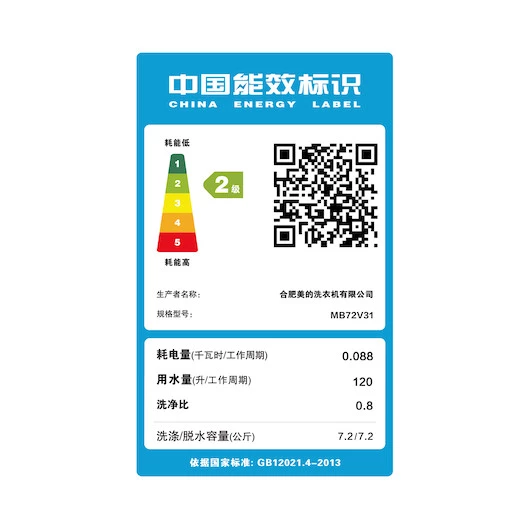 中国能效标识
CHINA ENERGY LABEL
耗能低
1
2
3
4
5
耗能高
2级
生产者名称: 合肥美的洗衣机有限公司
规格型号: MB72V31
耗电量(千瓦时/工作周期) 0.088
用水量(升/工作周期) 120
洗净比 0.8
洗涤/脱水容量(公斤) 7.2/7.2
依据国家标准: GB12021.4-2013